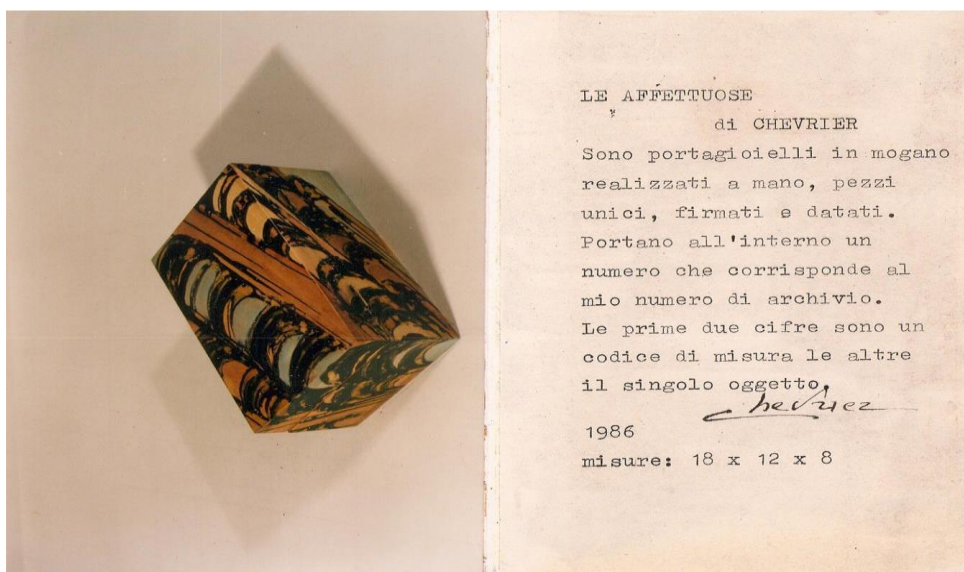 LE AFFETTUOSE
di CHEVRIER
Sono portagioielli in mogano
realizzati a mano, pezzi
unici, firmati e datati.
Portano all'interno un
numero che corrisponde al
mio numero di archivio.
Le prime due cifre sono un
codice di misura le altre
il singolo oggetto.
Chevrier
1986
misure: 18 x 12 x 8